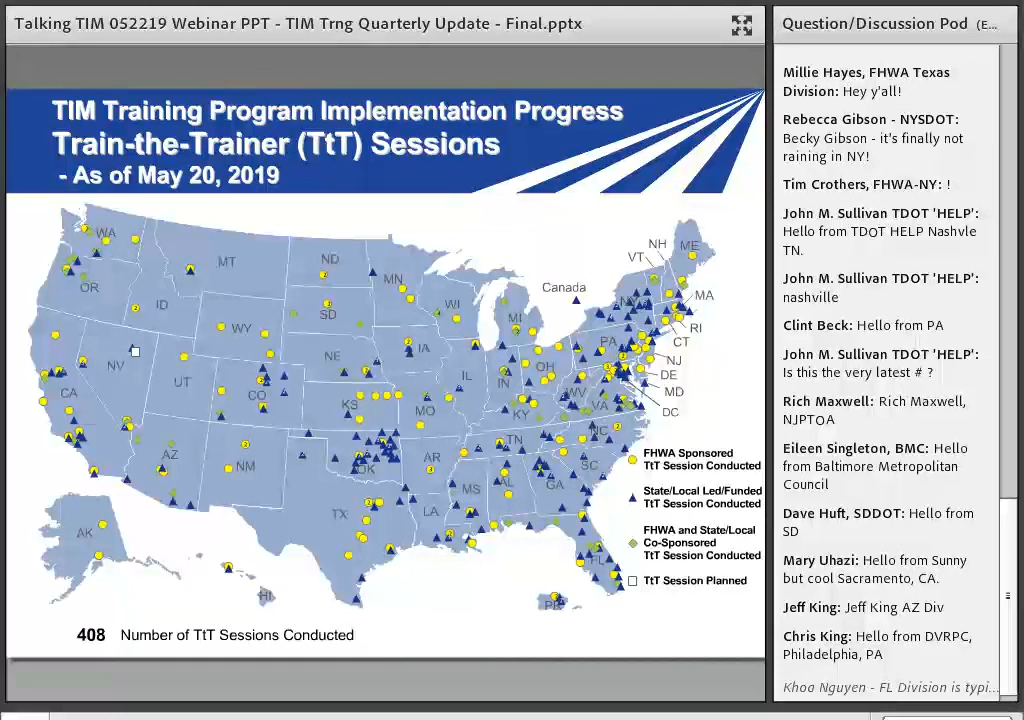 Talking TIM 052219 Webinar PPT - TIM Trng Quarterly Update - Final.pptx
TIM Training Program Implementation Progress
Train-the-Trainer (TtT) Sessions
- As of May 20, 2019
WA
MT
ND
MN
VT
NH
ME
OR
ID
SD
WI
MI
Canada
NY
MA
RI
CT
WY
NE
IA
PA
NJ
NV
UT
CO
IL
IN
OH
DE
MD
DC
CA
KS
MO
KY
WV
VA
AZ
NM
OK
AR
TN
NC
SC
TX
LA
MS
AL
GA
FL
AK
HI
PR
FHWA Sponsored
TtT Session Conducted
State/Local Led/Funded
TtT Session Conducted
FHWA and State/Local
Co-Sponsored
TtT Session Conducted
TtT Session Planned
408 Number of TtT Sessions Conducted
Question/Discussion Pod (E...
Millie Hayes, FHWA Texas
Division: Hey y'all!
Rebecca Gibson - NYSDOT:
Becky Gibson - it's finally not
raining in NY!
Tim Crothers, FHWA-NY: !
John M. Sullivan TDOT 'HELP':
Hello from TDOT HELP Nashvle
TN.
John M. Sullivan TDOT 'HELP':
nashville
Clint Beck: Hello from PA
John M. Sullivan TDOT 'HELP':
Is this the very latest # ?
Rich Maxwell: Rich Maxwell,
NJPTOA
Eileen Singleton, BMC: Hello
from Baltimore Metropolitan
Council
Dave Huft, SDDOT: Hello from
SD
Mary Uhazi: Hello from Sunny
but cool Sacramento, CA.
Jeff King: Jeff King AZ Div
Chris King: Hello from DVRPC,
Philadelphia, PA
Khoa Nguyen - FL Division is typi...